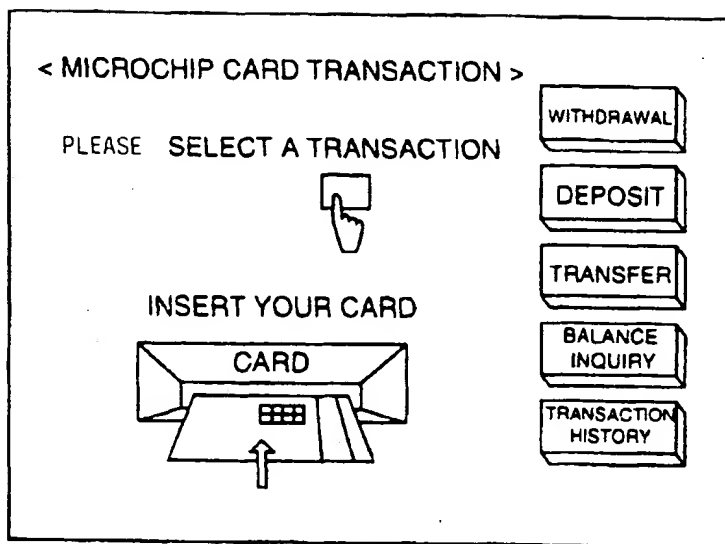 < MICROCHIP CARD TRANSACTION >
PLEASE SELECT A TRANSACTION
INSERT YOUR CARD
CARD
WITHDRAWAL
DEPOSIT
TRANSFER
BALANCE
INQUIRY
TRANSACTION
HISTORY